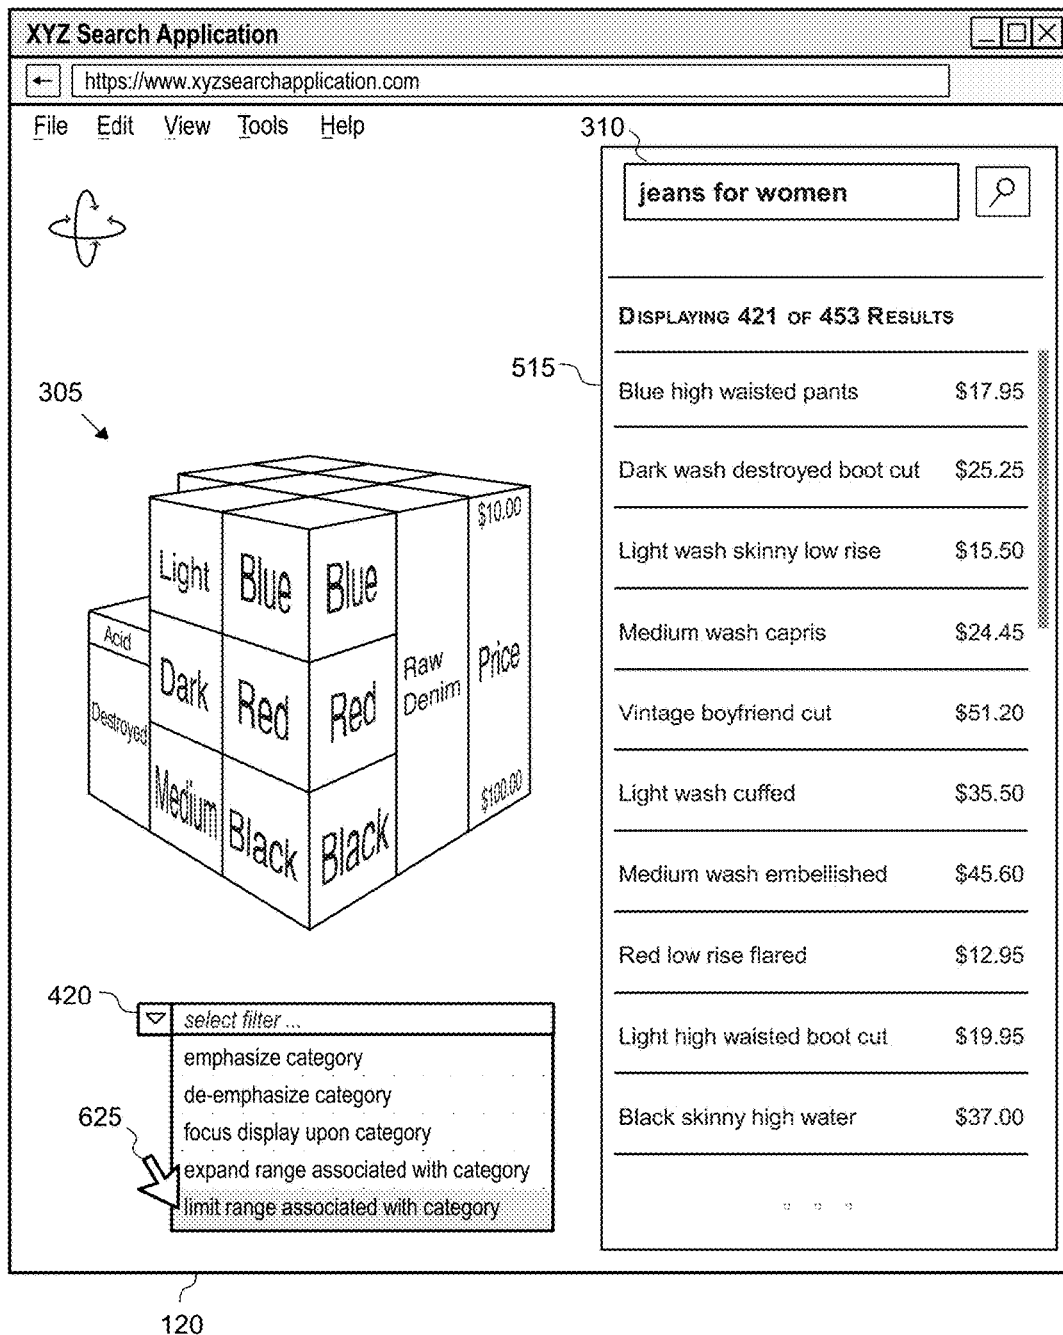 XYZ Search Application
https://www.xyzsearchapplication.com
File Edit View Tools Help
310
jeans for women
DISPLAYING 421 OF 453 RESULTS
515
Blue high waisted pants $17.95
Dark wash destroyed boot cut $25.25
Light wash skinny low rise $15.50
Medium wash capris $24.45
Vintage boyfriend cut $51.20
Light wash cuffed $35.50
Medium wash embellished $45.60
Red low rise flared $12.95
Light high waisted boot cut $19.95
Black skinny high water $37.00
305
Acid
Destroyed
Light
Dark
Medium
Blue
Red
Black
Blue
Red
Black
Raw
Denim
$10.00
Price
$100.00
420
select filter ...
emphasize category
de-emphasize category
focus display upon category
expand range associated with category
limit range associated with category
625
120